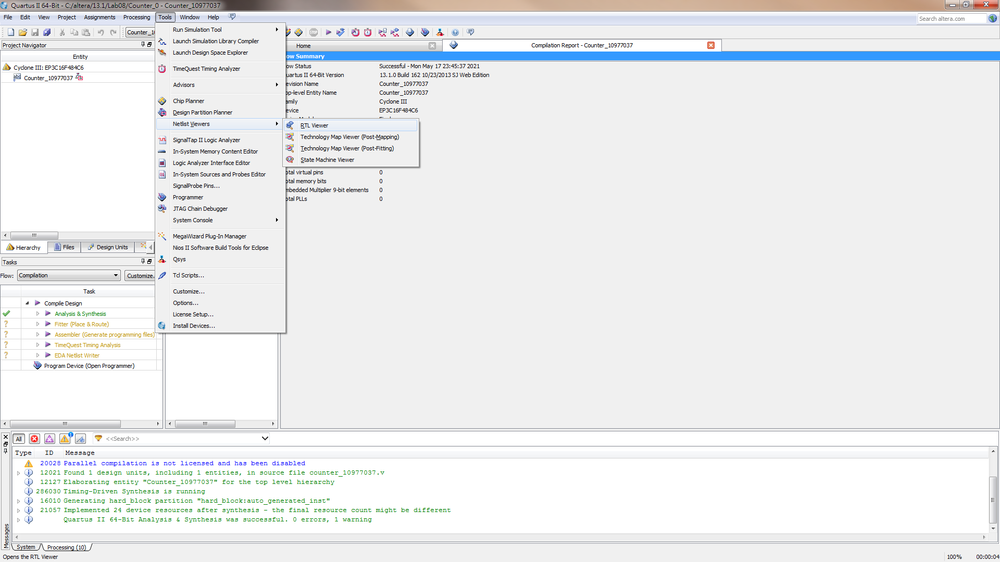 Quartus II 64-Bit - C:/altera/13.1/Lab08/Counter_0 - Counter_10977037
File Edit View Project Assignments Processing Tools Window Help
Search altera.com
Counter_10
Project Navigator
Entity
Cyclone III: EP3C16F484C6
Counter_10977037
Hierarchy Files Design Units
Tasks
Flow: Compilation Customize.
Task
Compile Design
Analysis & Synthesis
Fitter (Place & Route)
Assembler (Generate programming files)
TimeQuest Timing Analysis
EDA Netlist Writer
Program Device (Open Programmer)
Run Simulation Tool
Launch Simulation Library Compiler
Launch Design Space Explorer
TimeQuest Timing Analyzer
Advisors
Chip Planner
Design Partition Planner
Netlist Viewers
SignalTap II Logic Analyzer
In-System Memory Content Editor
Logic Analyzer Interface Editor
In-System Sources and Probes Editor
SignalProbe Pins...
Programmer
JTAG Chain Debugger
System Console
MegaWizard Plug-In Manager
Nios II Software Build Tools for Eclipse
Qsys
Tcl Scripts...
Customize...
Options...
License Setup...
Install Devices...
RTL Viewer
Technology Map Viewer (Post-Mapping)
Technology Map Viewer (Post-Fitting)
State Machine Viewer
Home
Compilation Report - Counter_10977037
ow Summary
ow Status Successful - Mon May 17 23:45:37 2021
uartus II 64-Bit Version 13.1.0 Build 162 10/23/2013 SJ Web Edition
evision Name Counter_10977037
op-level Entity Name Counter_10977037
amily Cyclone III
evice EP3C16F484C6
otal virtual pins 0
otal memory bits 0
mbedded Multiplier 9-bit elements 0
otal PLLs 0
All <<Search>>
Type ID Message
20028 Parallel compilation is not licensed and has been disabled
12021 Found 1 design units, including 1 entities, in source file counter_10977037.v
12127 Elaborating entity "Counter_10977037" for the top level hierarchy
286030 Timing-Driven Synthesis is running
16010 Generating hard_block partition "hard_block:auto_generated_inst"
21057 Implemented 24 device resources after synthesis - the final resource count might be different
Quartus II 64-Bit Analysis & Synthesis was successful. 0 errors, 1 warning
Messages
System Processing (10)
Opens the RTL Viewer
100% 00:00:04